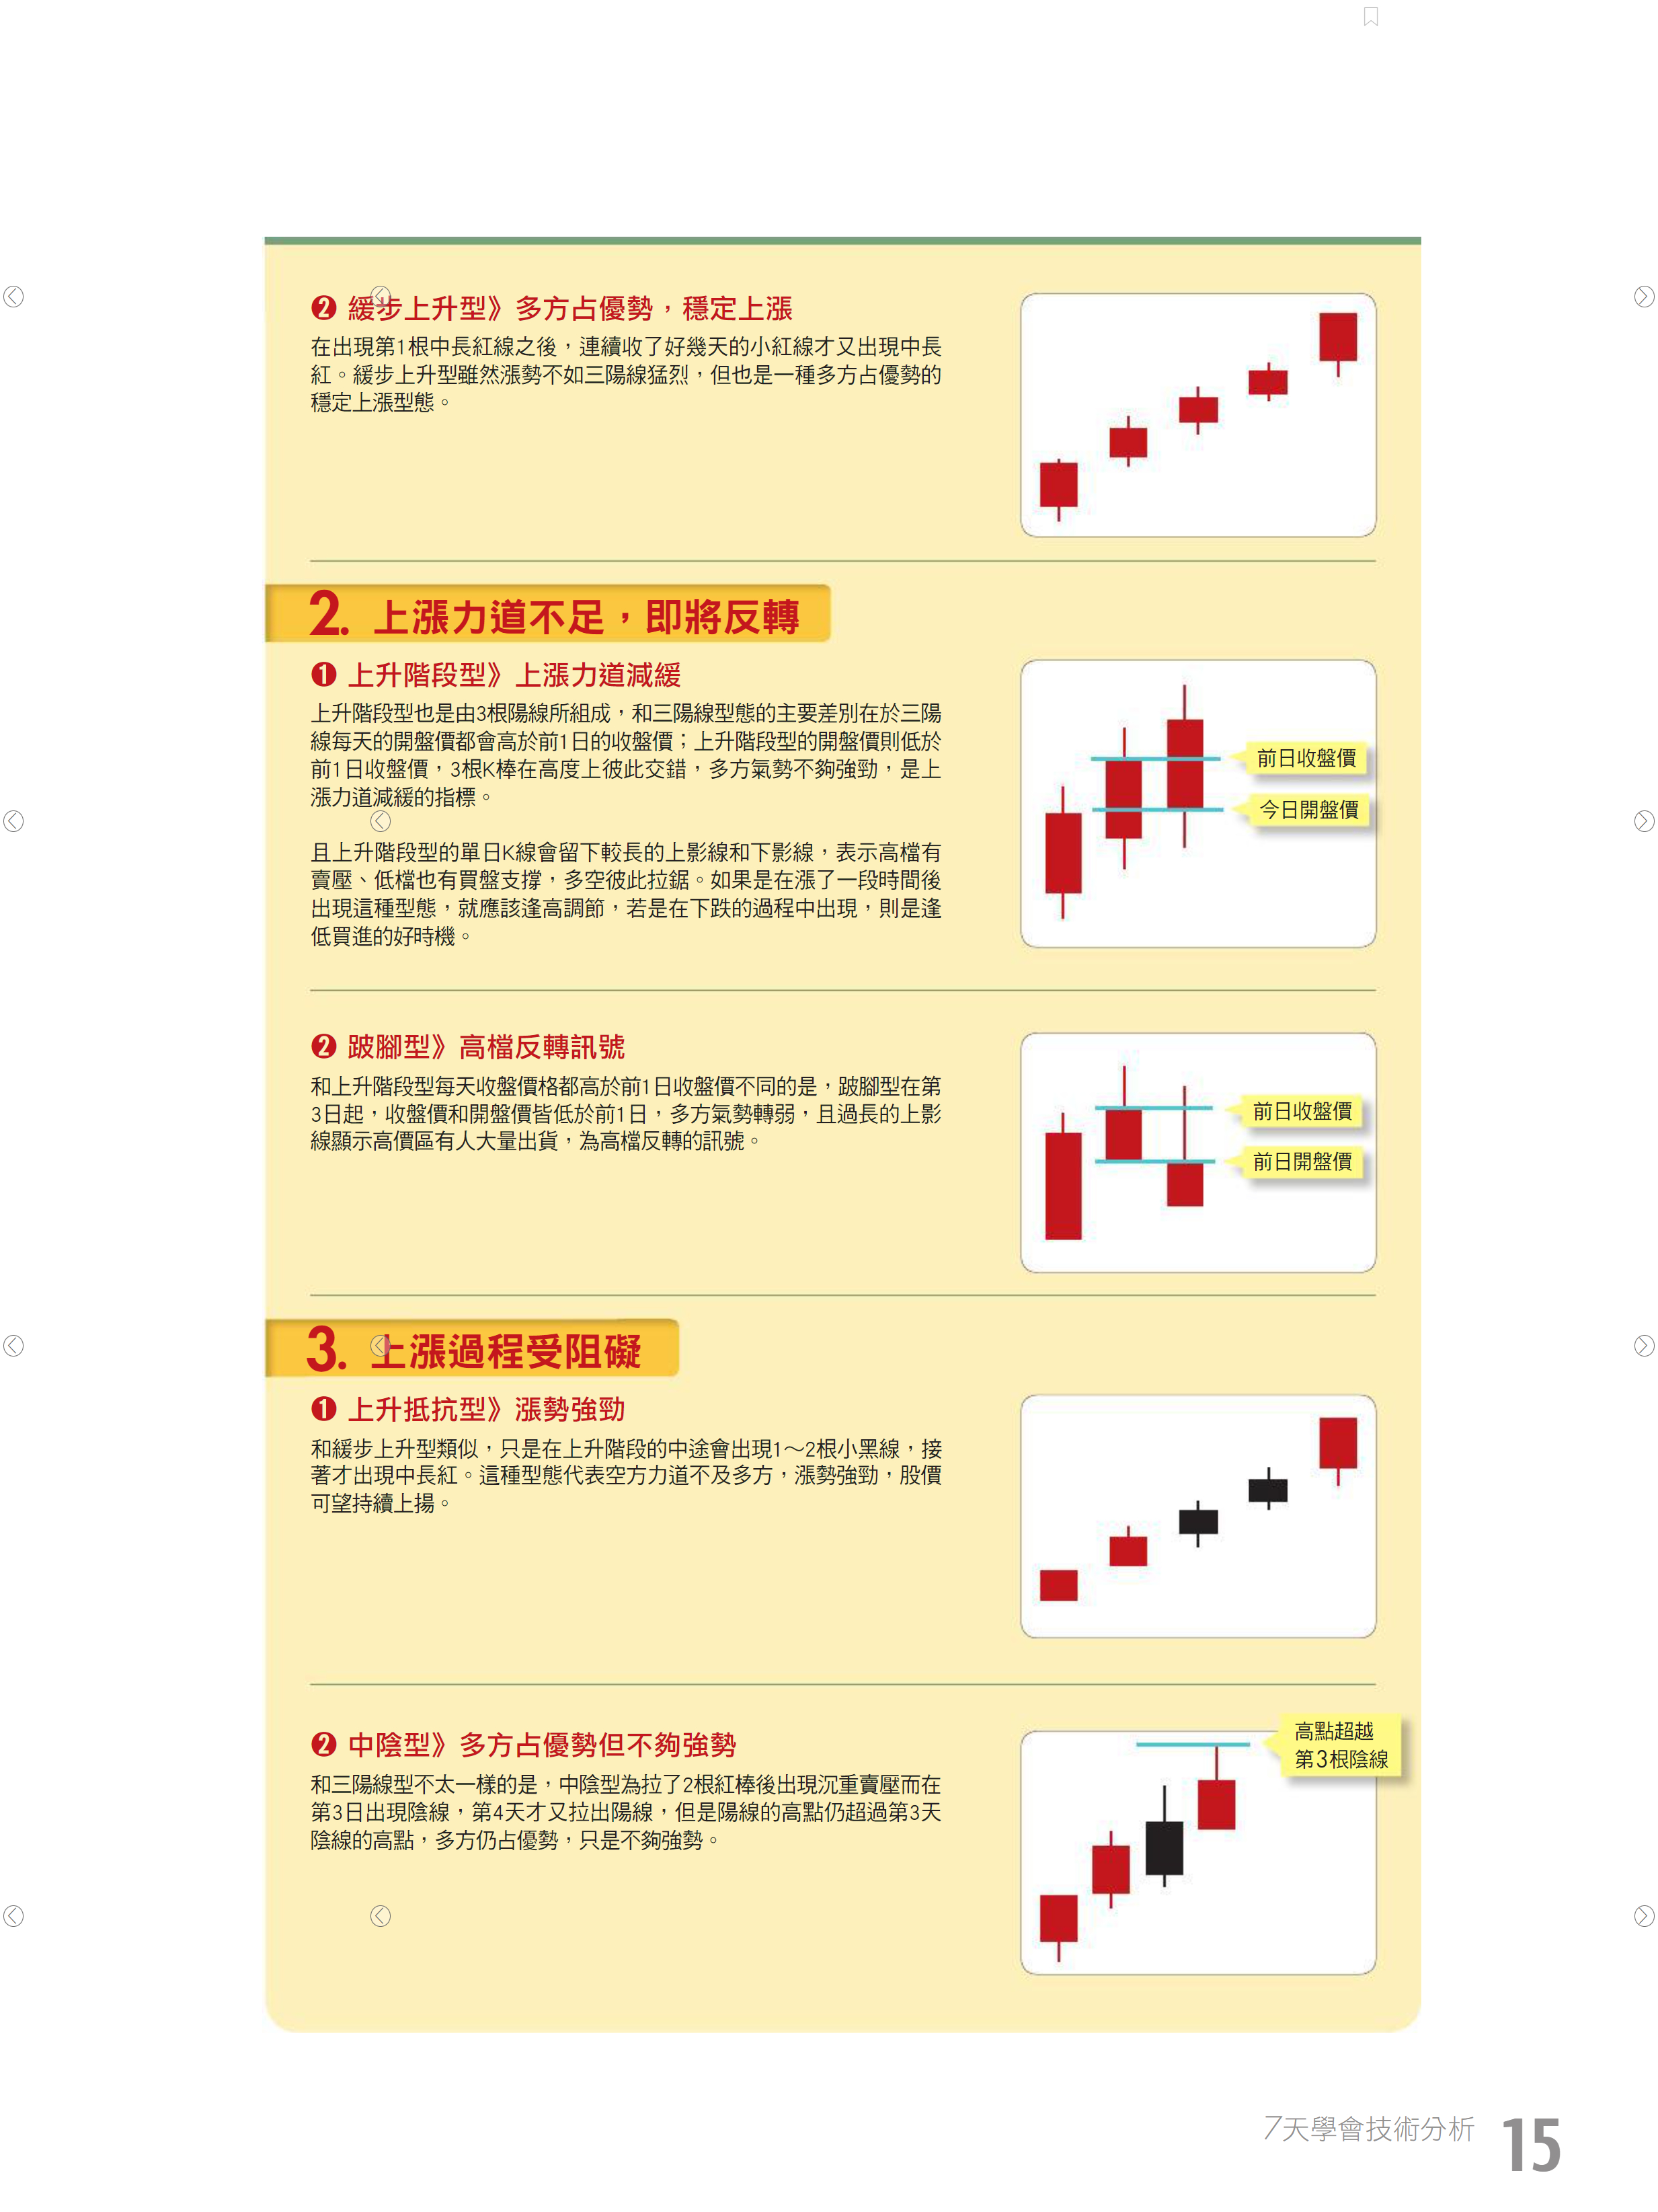 ❷ 緩步上升型》多方占優勢，穩定上漲
在出現第1根中長紅線之後，連續收了好幾天的小紅線才又出現中長
紅。緩步上升型雖然漲勢不如三陽線猛烈，但也是一種多方占優勢的
穩定上漲型態。
2. 上漲力道不足，即將反轉
❶ 上升階段型》上漲力道減緩
上升階段型也是由3根陽線所組成，和三陽線型態的主要差別在於三陽
線每天的開盤價都會高於前1日的收盤價；上升階段型的開盤價則低於
前1日收盤價，3根K棒在高度上彼此交錯，多方氣勢不夠強勁，是上
漲力道減緩的指標。
且上升階段型的單日K線會留下較長的上影線和下影線，表示高檔有
賣壓、低檔也有買盤支撐，多空彼此拉鋸。如果是在漲了一段時間後
出現這種型態，就應該逢高調節，若是在下跌的過程中出現，則是逢
低買進的好時機。
前日收盤價
今日開盤價
❷ 跛腳型》高檔反轉訊號
和上升階段型每天收盤價格都高於前1日收盤價不同的是，跛腳型在第
3日起，收盤價和開盤價皆低於前1日，多方氣勢轉弱，且過長的上影
線顯示高價區有人大量出貨，為高檔反轉的訊號。
前日收盤價
前日開盤價
3. 上漲過程受阻礙
❶ 上升抵抗型》漲勢強勁
和緩步上升型類似，只是在上升階段的中途會出現1～2根小黑線，接
著才出現中長紅。這種型態代表空方力道不及多方，漲勢強勁，股價
可望持續上揚。
❷ 中陰型》多方占優勢但不夠強勢
和三陽線型不太一樣的是，中陰型為拉了2根紅棒後出現沉重賣壓而在
第3日出現陰線，第4天才又拉出陽線，但是陽線的高點仍超過第3天
陰線的高點，多方仍占優勢，只是不夠強勢。
高點超越
第3根陰線
7天學會技術分析 15